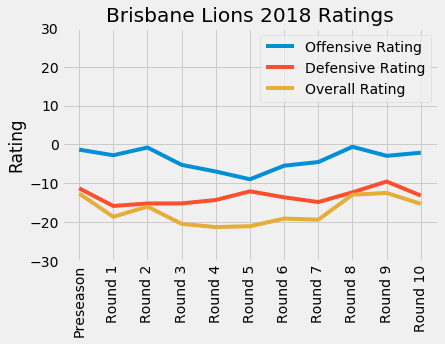 Brisbane Lions 2018 Ratings
30
20
10
0
−10
−20
−30
Rating
Offensive Rating
Defensive Rating
Overall Rating
Preseason
Round 1
Round 2
Round 3
Round 4
Round 5
Round 6
Round 7
Round 8
Round 9
Round 10